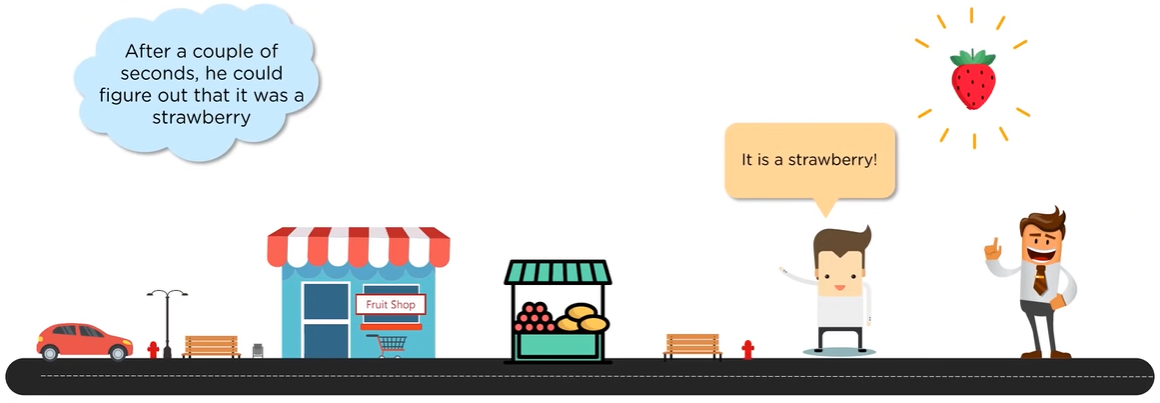 After a couple of
seconds, he could
figure out that it was a
strawberry
It is a strawberry!
Fruit Shop